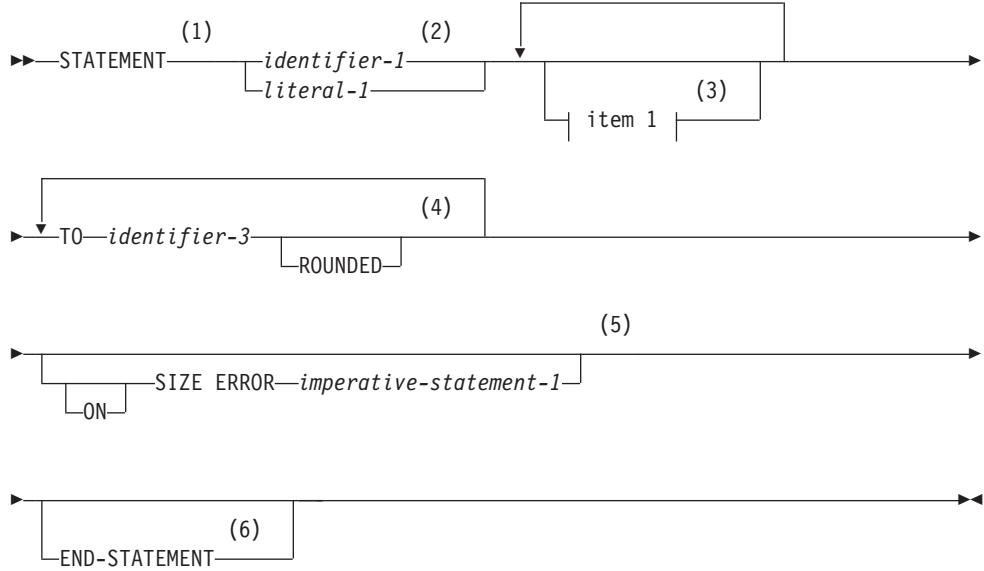 (1) (2)
STATEMENT identifier-1
literal-1
(3)
item 1
(4)
TO identifier-3
ROUNDED
(5)
SIZE ERROR imperative-statement-1
ON
(6)
END-STATEMENT